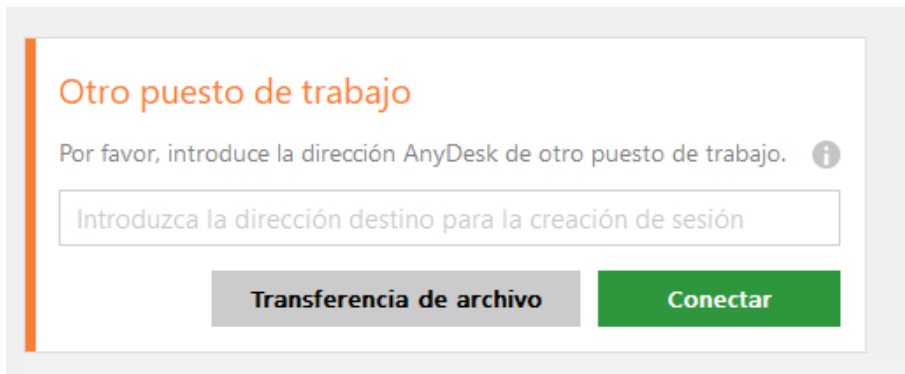 Otro puesto de trabajo
Por favor, introduce la dirección AnyDesk de otro puesto de trabajo.
Introduzca la dirección destino para la creación de sesión
Transferencia de archivo
Conectar